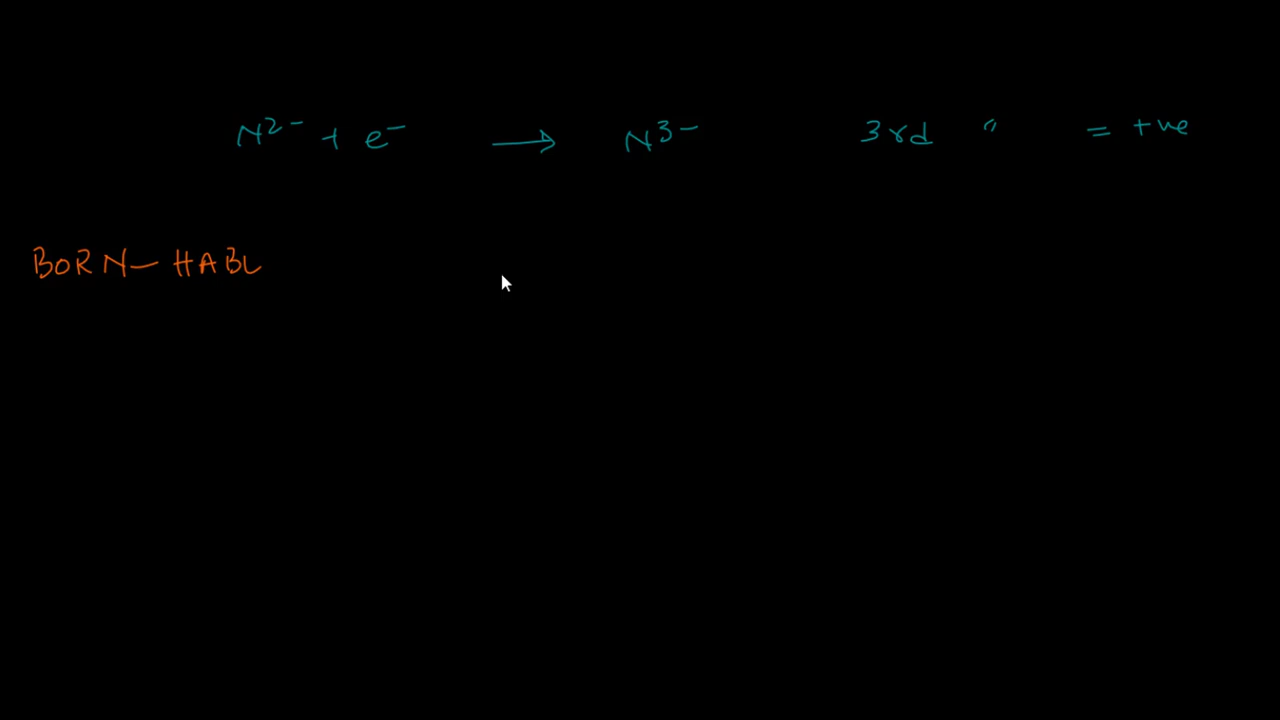 N²⁻ + e⁻ → N³⁻ 3rd " = +ve
BORN — HABL